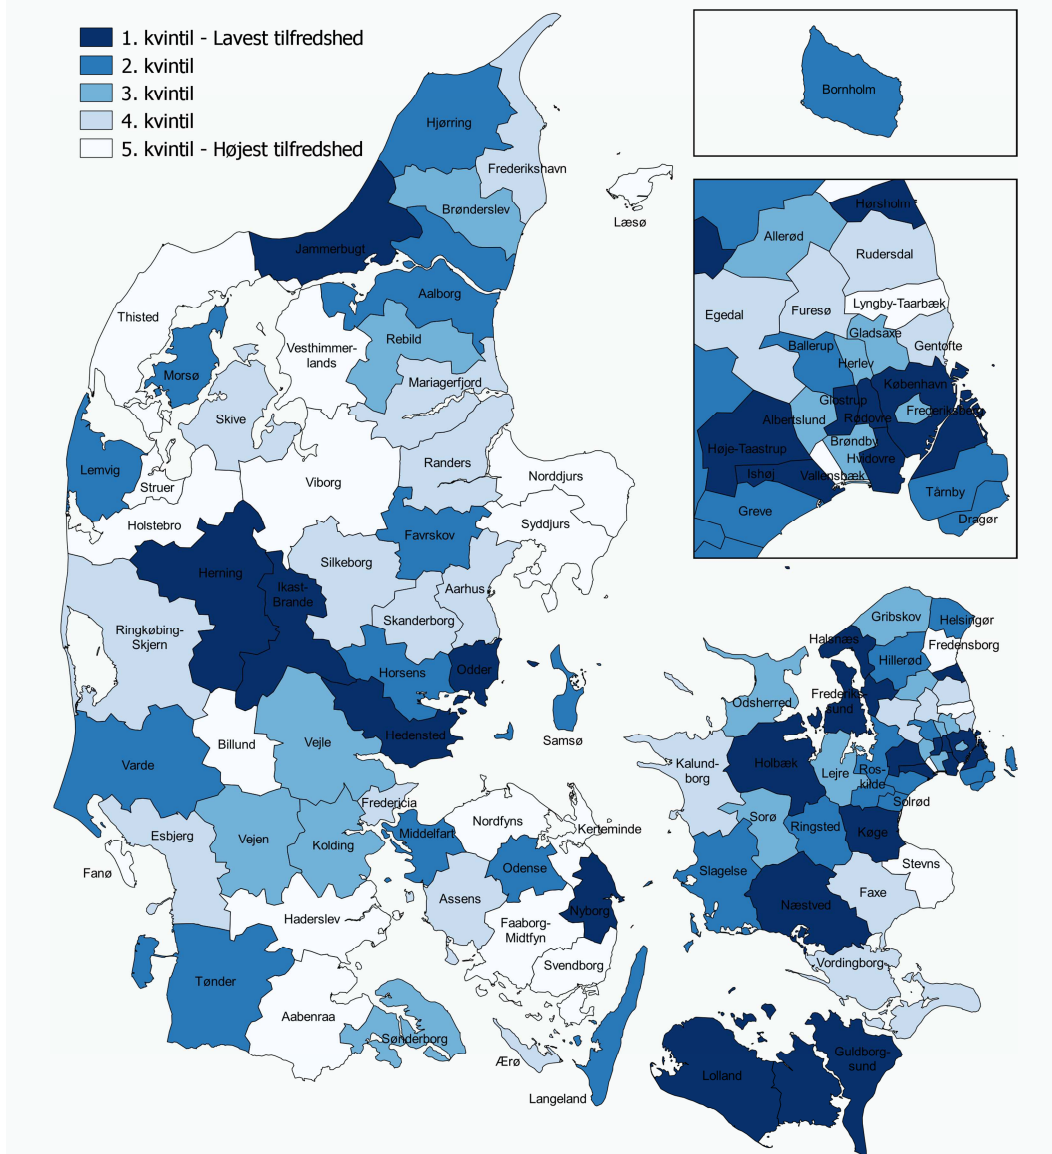 1. kvintil - Lavest tilfredshed
2. kvintil
3. kvintil
4. kvintil
5. kvintil - Højest tilfredshed
Bornholm
Hjørring
Frederikshavn
Læsø
Brønderslev
Jammerbugt
Aalborg
Thisted
Vesthimmer-
lands
Rebild
Morsø
Mariagerfjord
Skive
Lemvig
Struer
Viborg
Randers
Norddjurs
Holstebro
Syddjurs
Favrskov
Herning
Silkeborg
Ikast-
Brande
Aarhus
Skanderborg
Ringkøbing-
Skjern
Horsens
Odder
Hedensted
Samsø
Billund
Vejle
Varde
Fredericia
Esbjerg
Vejen
Kolding
Middelfart
Nordfyns
Kerteminde
Fanø
Odense
Assens
Nyborg
Haderslev
Faaborg-
Midtfyn
Svendborg
Tønder
Aabenraa
Sønderborg
Ærø
Langeland
Hørsholm
Allerød
Rudersdal
Egedal
Furesø
Lyngby-Taarbæk
Gladsaxe
Ballerup
Gentofte
Herlev
København
Glostrup
Frederiksberg
Albertslund
Rødovre
Brøndby
Høje-Taastrup
Hvidovre
Ishøj
Vallensbæk
Tårnby
Greve
Dragør
Gribskov
Helsingør
Halsnæs
Fredensborg
Hillerød
Odsherred
Frederiks-
sund
Kalund-
borg
Holbæk
Lejre
Ros-
kilde
Solrød
Sorø
Ringsted
Køge
Slagelse
Stevns
Næstved
Faxe
Vordingborg
Guldborg-
sund
Lolland